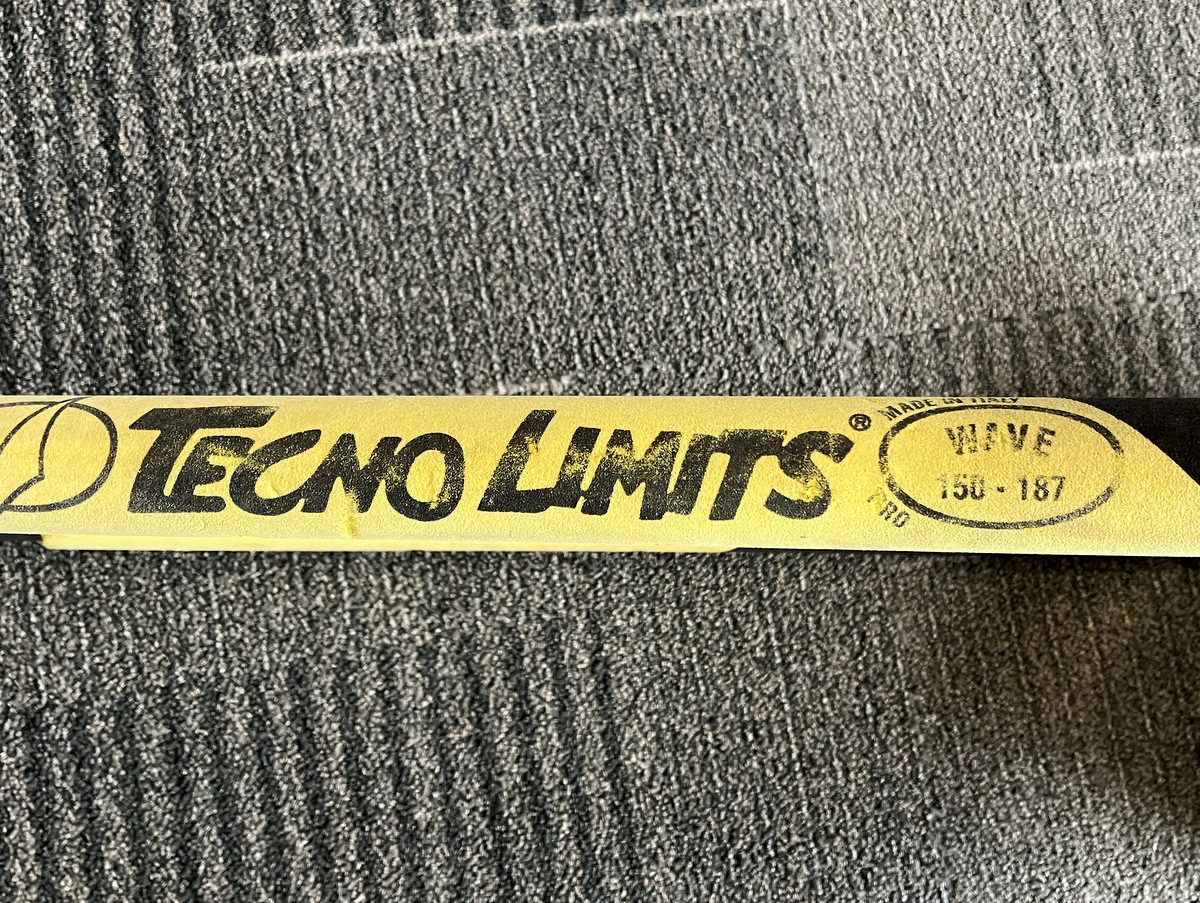 TECNO LIMITS®
MADE IN ITALY
WAVE
150 - 187
PRO